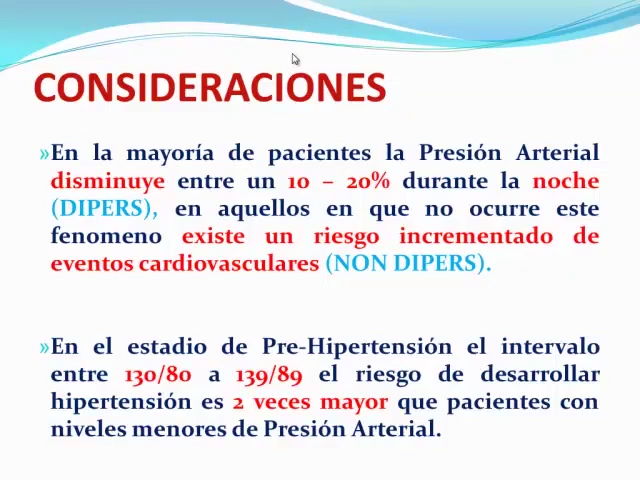 CONSIDERACIONES
»En la mayoría de pacientes la Presión Arterial
disminuye entre un 10 – 20% durante la noche
(DIPERS), en aquellos en que no ocurre este
fenomeno existe un riesgo incrementado de
eventos cardiovasculares (NON DIPERS).
»En el estadio de Pre-Hipertensión el intervalo
entre 130/80 a 139/89 el riesgo de desarrollar
hipertensión es 2 veces mayor que pacientes con
niveles menores de Presión Arterial.